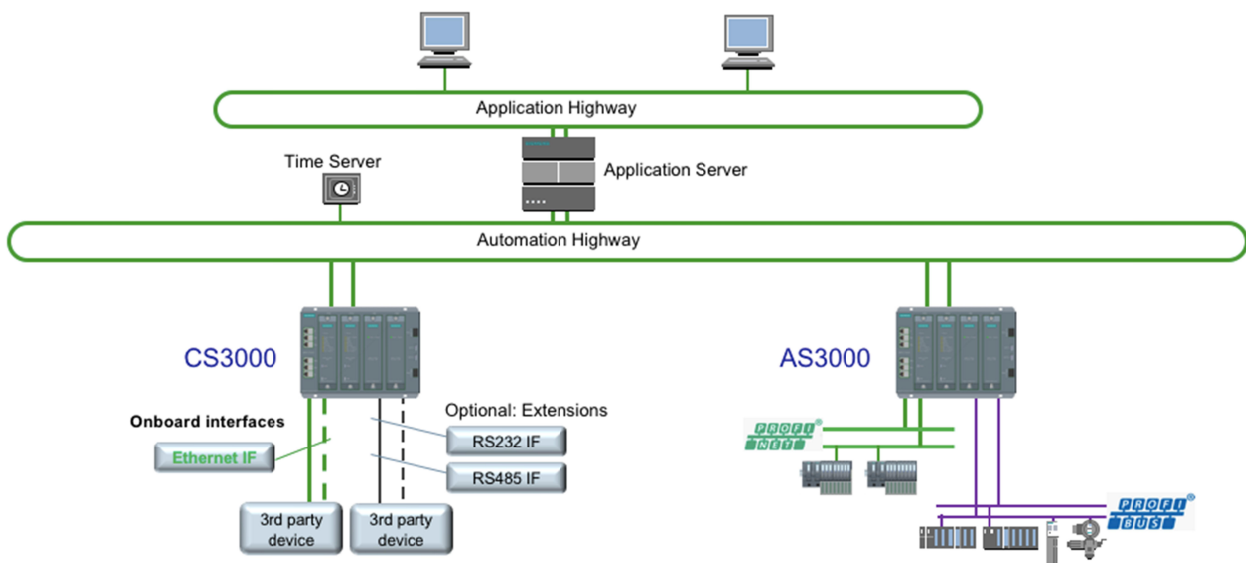 Application Highway
Time Server
Application Server
Automation Highway
CS3000
AS3000
Onboard interfaces
Ethernet IF
Optional: Extensions
RS232 IF
RS485 IF
3rd party
device
3rd party
device
PROFI
NET
PROFI
BUS